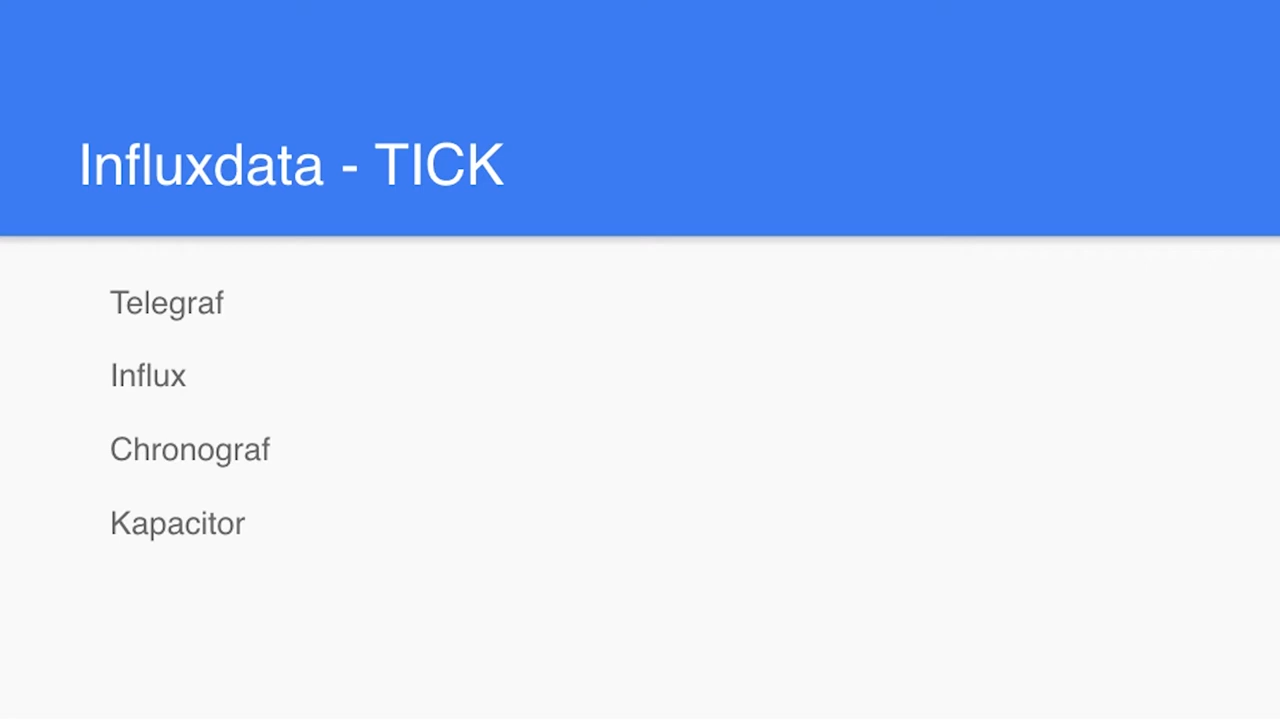 Influxdata - TICK
Telegraf
Influx
Chronograf
Kapacitor